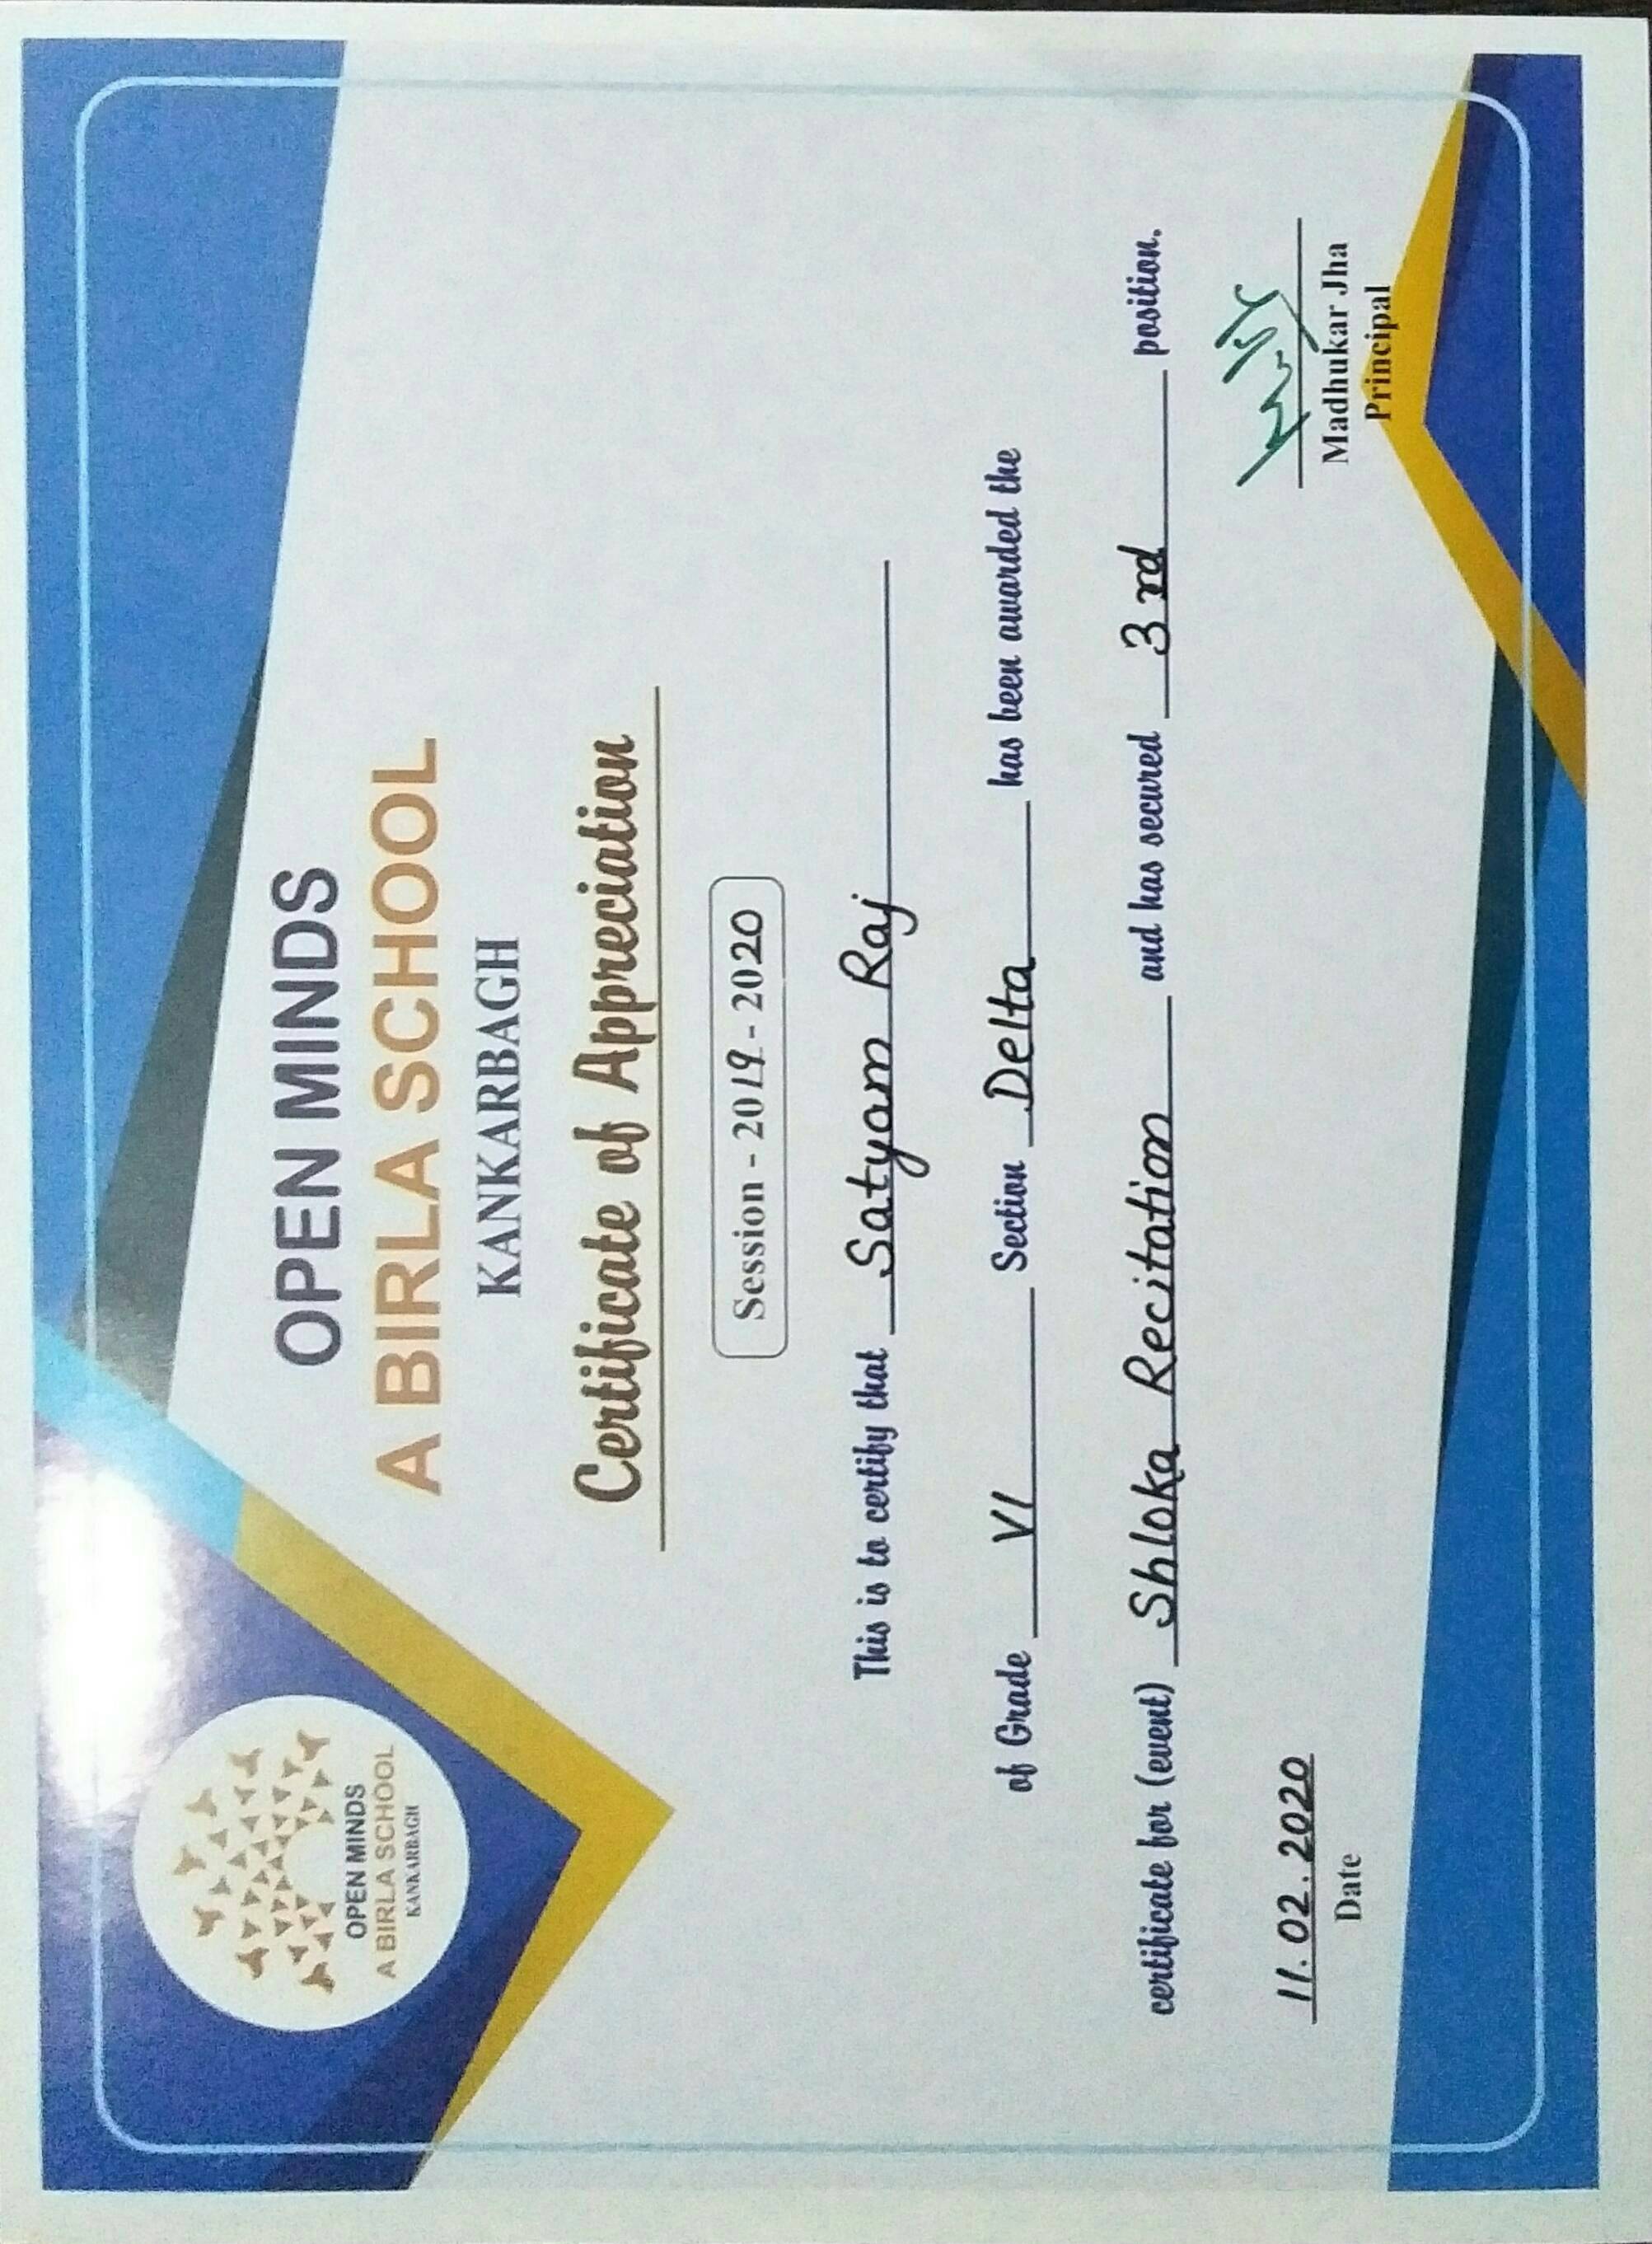 OPEN MINDS
A BIRLA SCHOOL
KANKARBAGH
OPEN MINDS
A BIRLA SCHOOL
KANKARBAGH
Certificate of Appreciation
Session - 2019 - 2020
This is to certify that Satyam Raj
of Grade VI Section Delta has been awarded the
certificate for (event) Shloka Recitation and has secured 3rd position.
11.02.2020
Date
Madhukar Jha
Principal